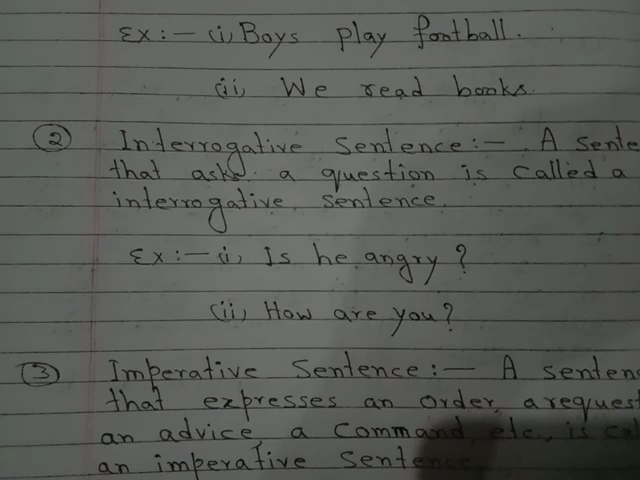 Ex:- (i) Boys play football.
(ii) We read books.
② Interrogative Sentence:- A sente
that asks a question is called a
interrogative sentence.
Ex:- (i) Is he angry?
(ii) How are you?
③ Imperative Sentence:- A senten
that expresses an order, a request
an advice, a command, etc., is cal
an imperative sentence